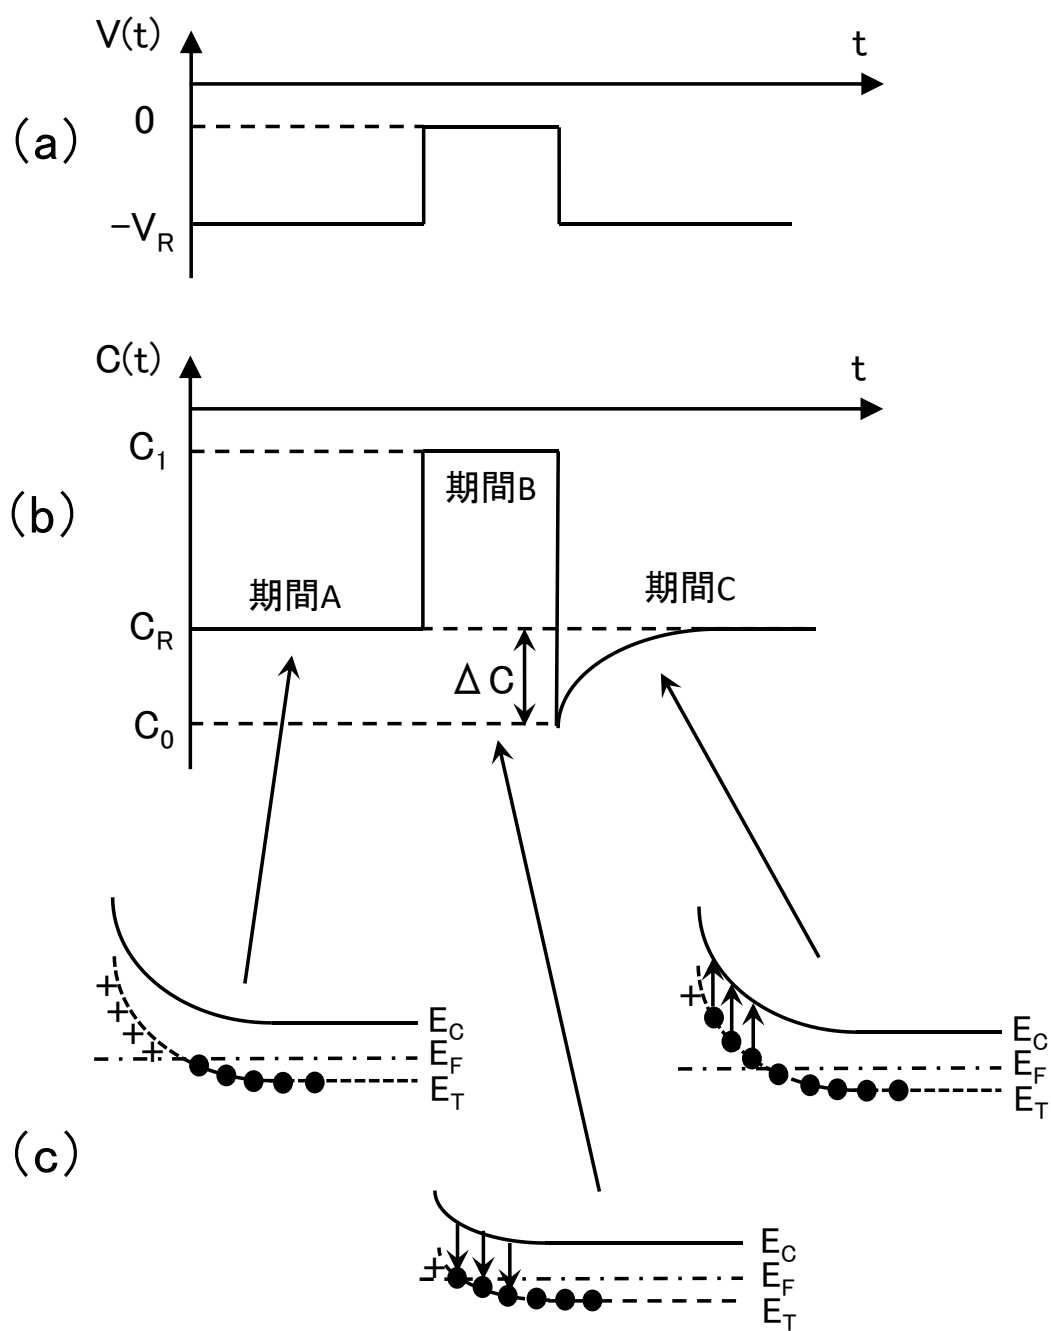 V(t)
t
(a)
0
−V_R
C(t)
t
C_1
期間B
(b)
期間A
期間C
C_R
ΔC
C_0
+
+
+
+
E_C
E_F
E_T
+
E_C
E_F
E_T
(c)
+
E_C
E_F
E_T